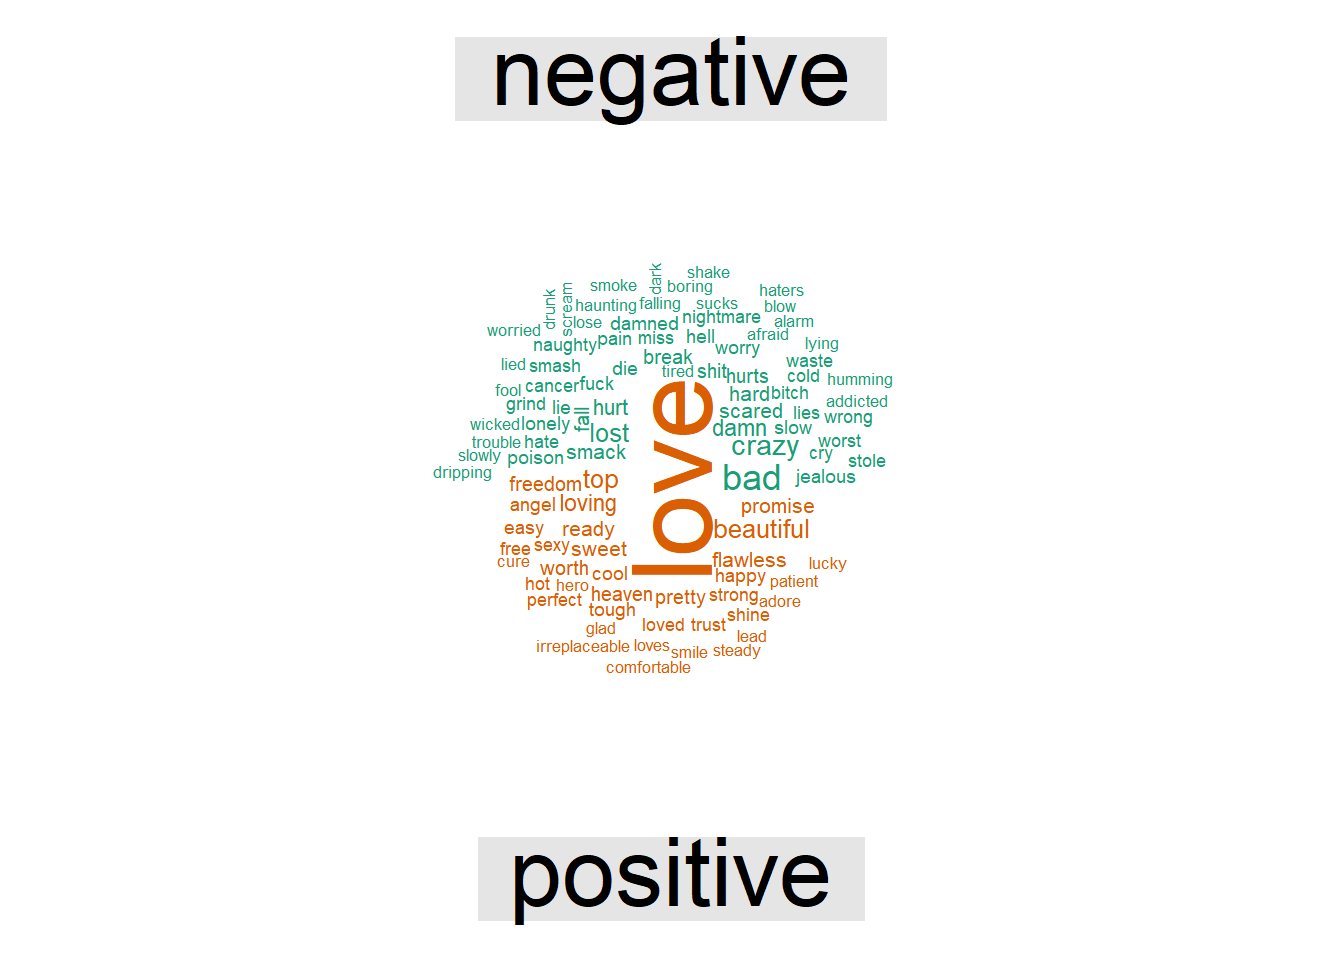 negative
dark shake
smoke boring haters
drunk scream haunting falling sucks blow
worried close damned nightmare alarm
naughty pain miss hell afraid lying
lied smash die break worry waste
tired shit hurts cold humming
fool cancer fuck hard bitch addicted
grind lie fall hurt scared lies wrong
wicked lonely lost damn slow
trouble hate crazy worst
slowly poison smack cry stole
dripping bad jealous
love
freedom top
angel loving promise
easy ready beautiful
free sexy sweet
cure flawless lucky
worth cool happy patient
hot hero
perfect heaven pretty strong adore
tough shine
glad loved trust lead
irreplaceable loves smile steady
comfortable
positive